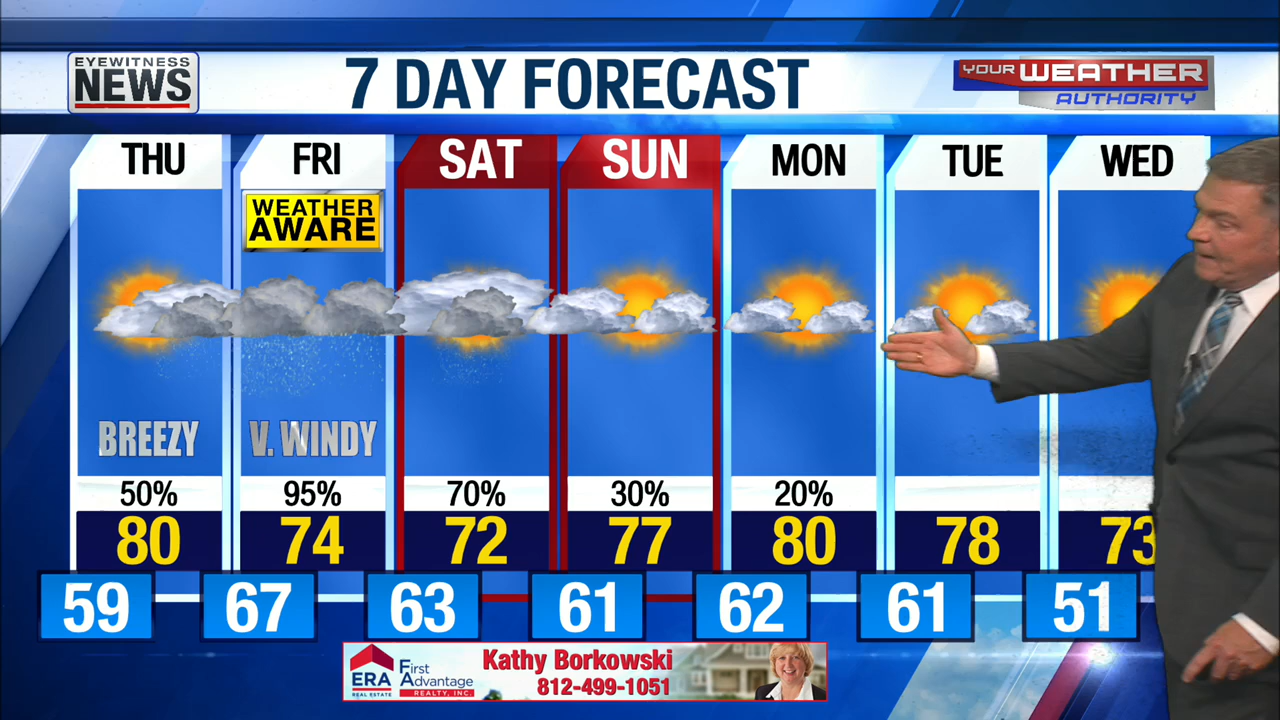 EYEWITNESS
NEWS
7 DAY FORECAST
YOUR WEATHER
AUTHORITY
THU
FRI
SAT
SUN
MON
TUE
WED
WEATHER
AWARE
BREEZY
V. WINDY
50%
95%
70%
30%
20%
80
74
72
77
80
78
73
59
67
63
61
62
61
51
ERA
REAL ESTATE
First
Advantage
REALTY, INC.
Kathy Borkowski
812-499-1051